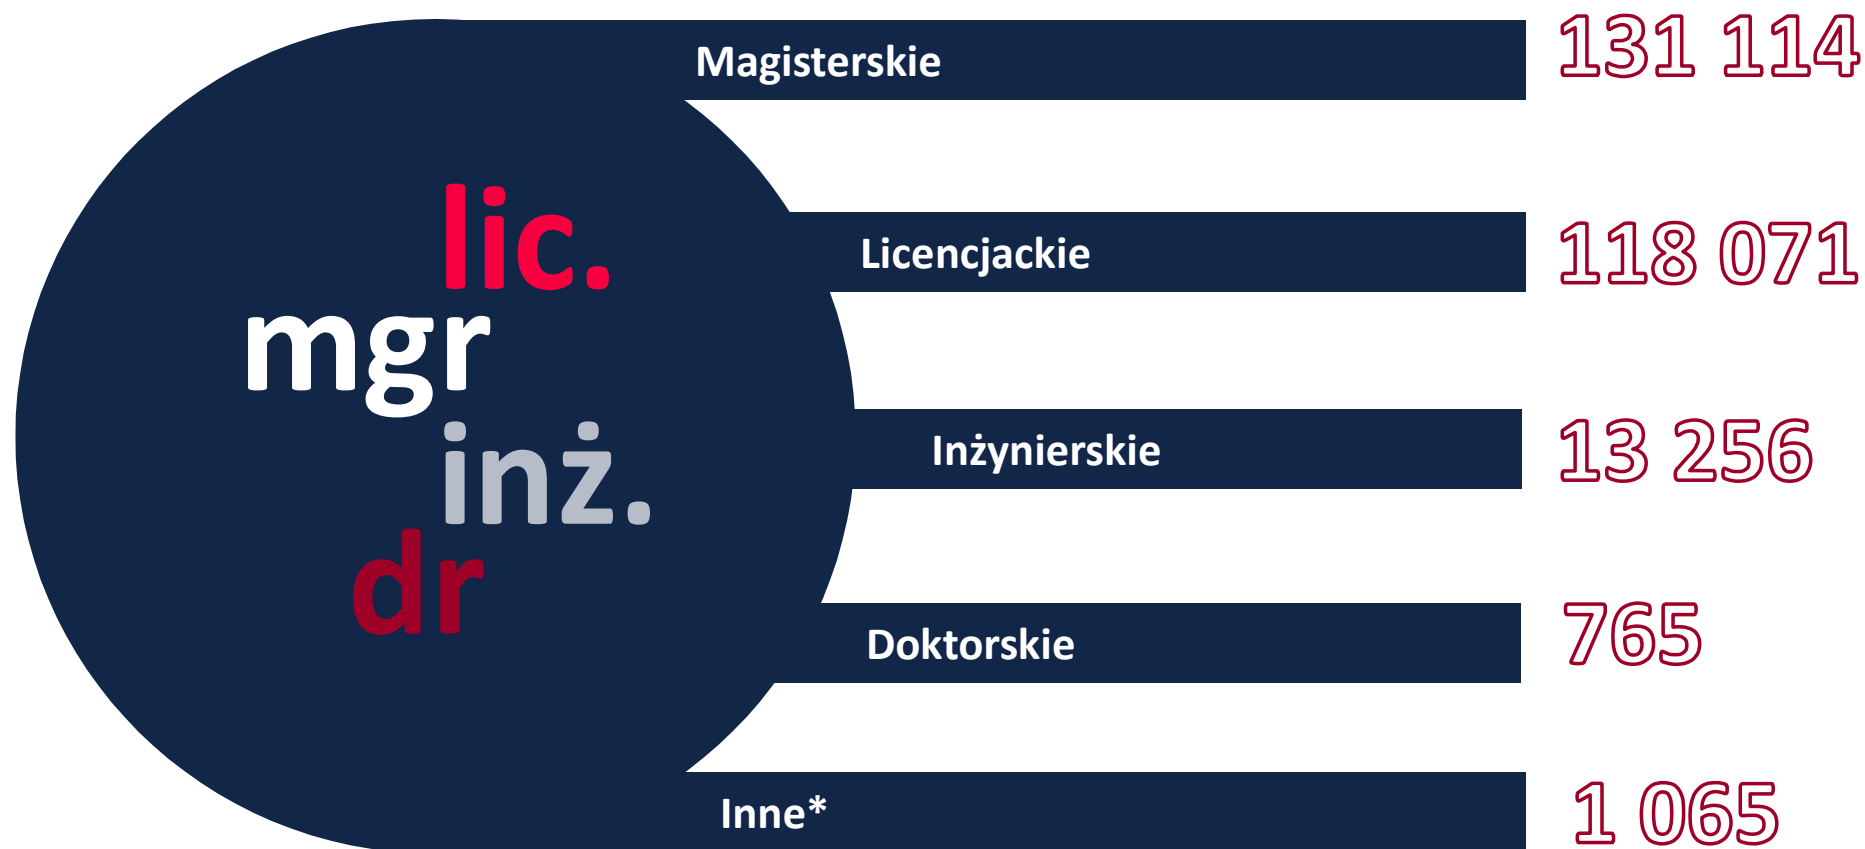 Magisterskie 131 114
lic.
Licencjackie 118 071
mgr
inż.
Inżynierskie 13 256
dr
Doktorskie 765
Inne* 1 065